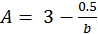 A = 3 − 0.5/b